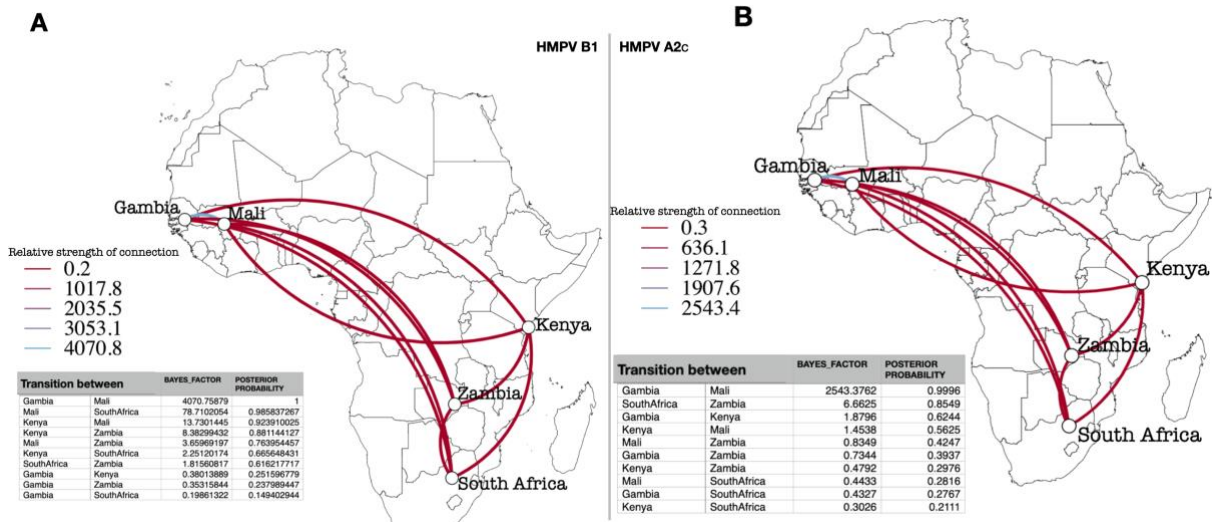 A
HMPV B1
Gambia
Mali
Relative strength of connection
0.2
1017.8
2035.5
3053.1
4070.8
Kenya
Zambia
South Africa
Transition between BAYES_FACTOR POSTERIOR PROBABILITY
Gambia Mali 4070.75879 1
Mali SouthAfrica 78.7102054 0.985837267
Kenya Mali 13.7301445 0.923910025
Kenya Zambia 8.38299432 0.881144127
Mali Zambia 3.65969197 0.763954457
Kenya SouthAfrica 2.25120174 0.665648431
SouthAfrica Zambia 1.81560817 0.616217717
Gambia Kenya 0.38013889 0.251596779
Gambia Zambia 0.35315844 0.237989447
Gambia SouthAfrica 0.19861322 0.149402944
B
HMPV A2c
Gambia
Mali
Relative strength of connection
0.3
636.1
1271.8
1907.6
2543.4
Kenya
Zambia
South Africa
Transition between BAYES_FACTOR POSTERIOR PROBABILITY
Gambia Mali 2543.3762 0.9996
SouthAfrica Zambia 6.6625 0.8549
Gambia Kenya 1.8796 0.6244
Kenya Mali 1.4538 0.5625
Mali Zambia 0.8349 0.4247
Gambia Zambia 0.7344 0.3937
Kenya Zambia 0.4792 0.2976
Mali SouthAfrica 0.4433 0.2816
Gambia SouthAfrica 0.4327 0.2767
Kenya SouthAfrica 0.3026 0.2111